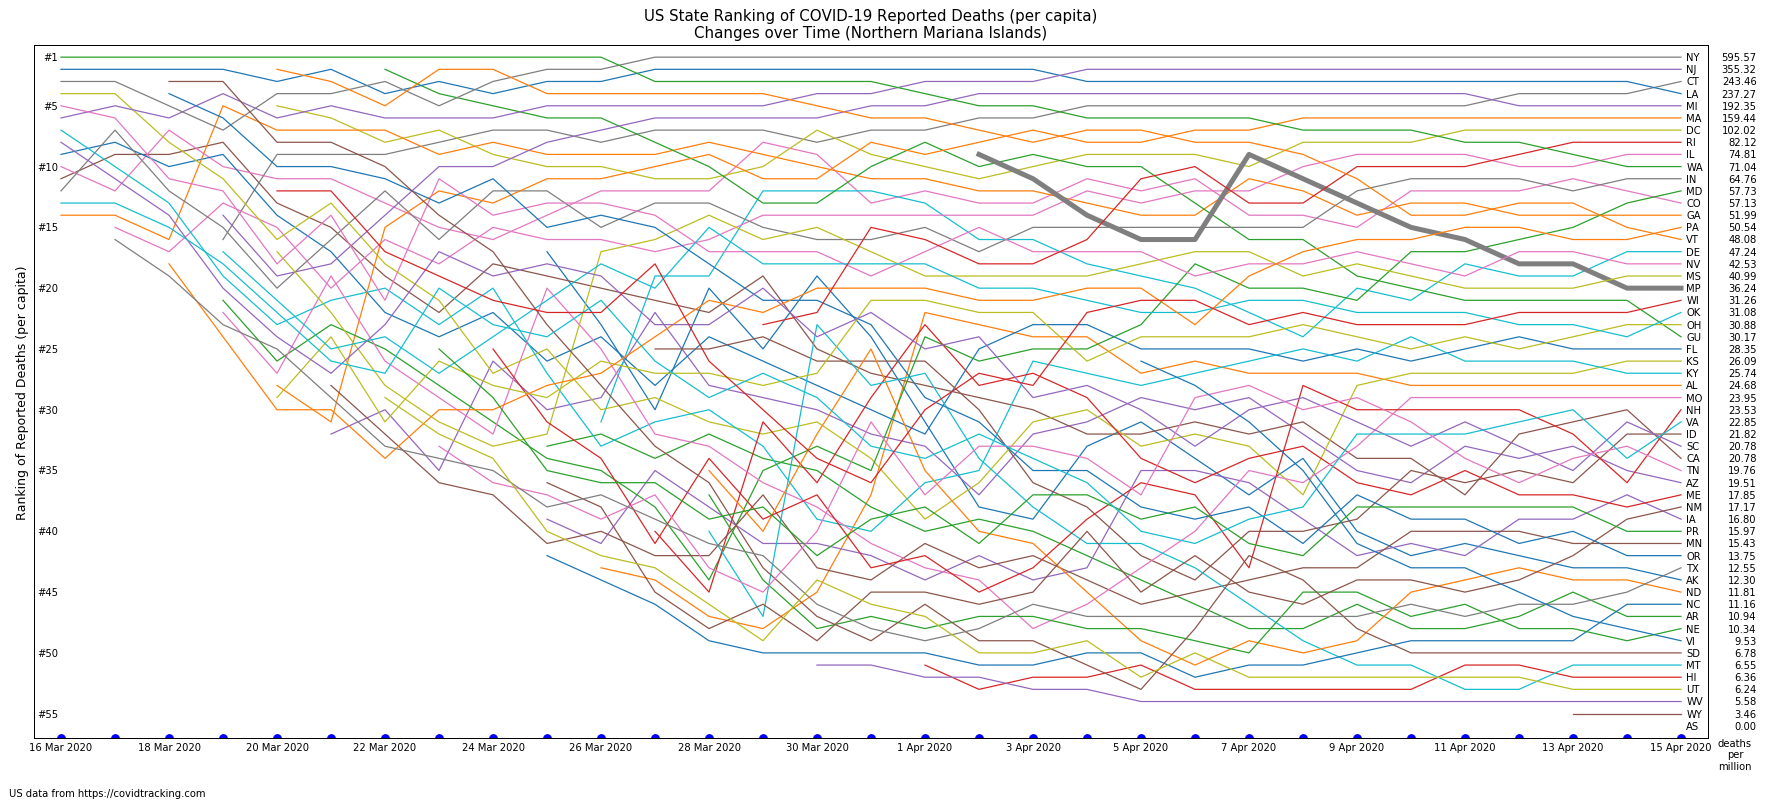 US State Ranking of COVID-19 Reported Deaths (per capita)
Changes over Time (Northern Mariana Islands)
Ranking of Reported Deaths (per capita)
#1
#5
#10
#15
#20
#25
#30
#35
#40
#45
#50
#55
NY 595.57
NJ 355.32
CT 243.46
LA 237.27
MI 192.35
MA 159.44
DC 102.02
RI 82.12
IL 74.81
WA 71.04
IN 64.76
MD 57.73
CO 57.13
GA 51.99
PA 50.54
VT 48.08
DE 47.24
NV 42.53
MS 40.99
MP 36.24
WI 31.26
OK 31.08
OH 30.88
GU 30.17
FL 28.35
KS 26.09
KY 25.74
AL 24.68
MO 23.95
NH 23.53
VA 22.85
ID 21.82
SC 20.78
CA 20.78
TN 19.76
AZ 19.51
ME 17.85
NM 17.17
IA 16.80
PR 15.97
MN 15.43
OR 13.75
TX 12.55
AK 12.30
ND 11.81
NC 11.16
AR 10.94
NE 10.34
VI 9.53
SD 6.78
MT 6.55
HI 6.36
UT 6.24
WV 5.58
WY 3.46
AS 0.00
16 Mar 2020 18 Mar 2020 20 Mar 2020 22 Mar 2020 24 Mar 2020 26 Mar 2020 28 Mar 2020 30 Mar 2020 1 Apr 2020 3 Apr 2020 5 Apr 2020 7 Apr 2020 9 Apr 2020 11 Apr 2020 13 Apr 2020 15 Apr 2020
deaths
per
million
US data from https://covidtracking.com